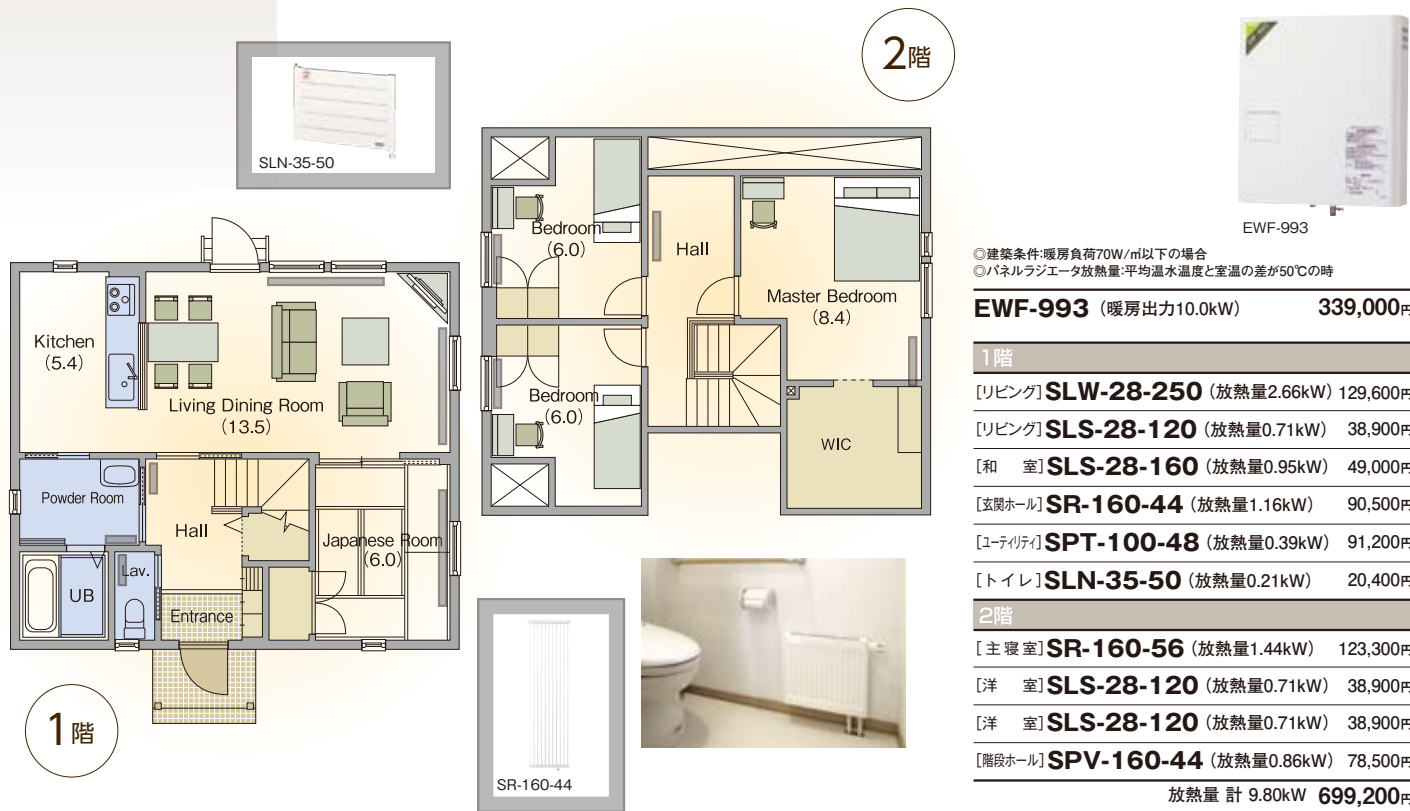 SLN-35-50
2階
Bedroom
(6.0)
Hall
Master Bedroom
(8.4)
Bedroom
(6.0)
WIC
Kitchen
(5.4)
Living Dining Room
(13.5)
Powder Room
Hall
Japanese Room
(6.0)
Lav.
UB
Entrance
1階
SR-160-44
EWF-993
◎建築条件:暖房負荷70W/㎡以下の場合
◎パネルラジエータ放熱量:平均温水温度と室温の差が50℃の時
EWF-993 (暖房出力10.0kW) 339,000円
1階
[リビング] SLW-28-250 (放熱量2.66kW) 129,600円
[リビング] SLS-28-120 (放熱量0.71kW) 38,900円
[和 室] SLS-28-160 (放熱量0.95kW) 49,000円
[玄関ホール] SR-160-44 (放熱量1.16kW) 90,500円
[ユーティリティ] SPT-100-48 (放熱量0.39kW) 91,200円
[トイレ] SLN-35-50 (放熱量0.21kW) 20,400円
2階
[主寝室] SR-160-56 (放熱量1.44kW) 123,300円
[洋 室] SLS-28-120 (放熱量0.71kW) 38,900円
[洋 室] SLS-28-120 (放熱量0.71kW) 38,900円
[階段ホール] SPV-160-44 (放熱量0.86kW) 78,500円
放熱量 計 9.80kW 699,200円